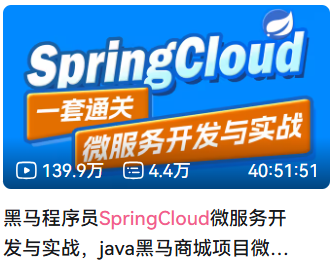 SpringCloud
一套通关
微服务开发与实战
139.9万 4.4万 40:51:51
黑马程序员SpringCloud微服务开
发与实战，java黑马商城项目微...